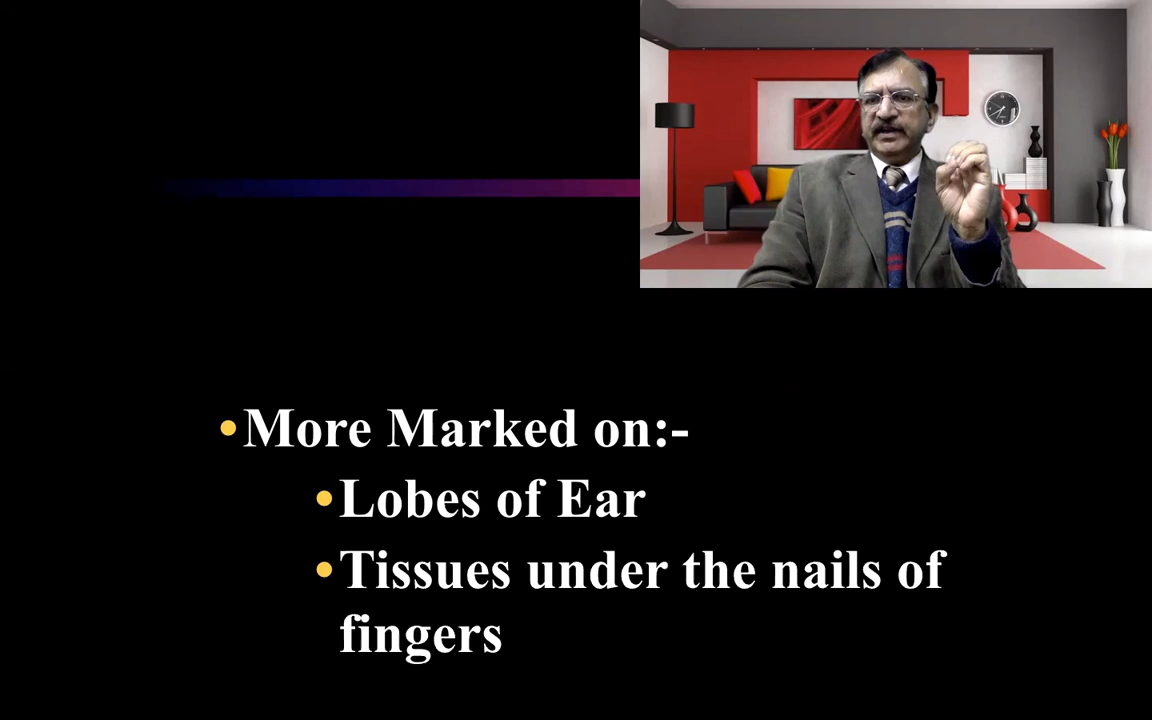 •More Marked on:-
•Lobes of Ear
•Tissues under the nails of
fingers